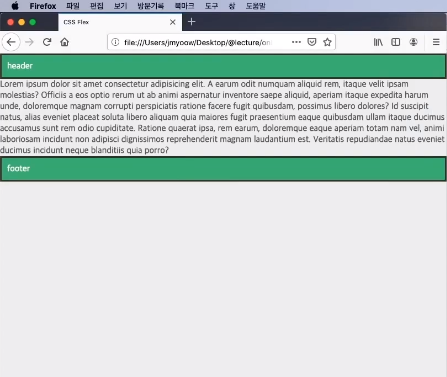 Firefox 파일 편집 보기 방문기록 북마크 도구 창 도움말
CSS Flex
file:///Users/jmyoow/Desktop/@lecture/
header
Lorem ipsum dolor sit amet consectetur adipisicing elit. A earum odit numquam aliquid rem, itaque velit ipsam
molestias? Officiis a eos optio rerum ut ab animi aspernatur inventore saepe aliquid, aperiam itaque expedita harum
unde, doloremque magnam corrupti perspiciatis ratione facere fugit quibusdam, possimus libero dolores? Id suscipit
natus, alias eveniet placeat soluta libero aliquam quia maiores fugit praesentium eaque quibusdam ullam itaque ducimus
accusamus sunt rem odio cupiditate. Ratione quaerat ipsa, rem earum, doloremque eaque aperiam totam nam vel, animi
laboriosam incidunt non adipisci dignissimos reprehenderit magnam laudantium est. Veritatis repudiandae natus eveniet
ducimus incidunt neque blanditiis quia porro?
footer